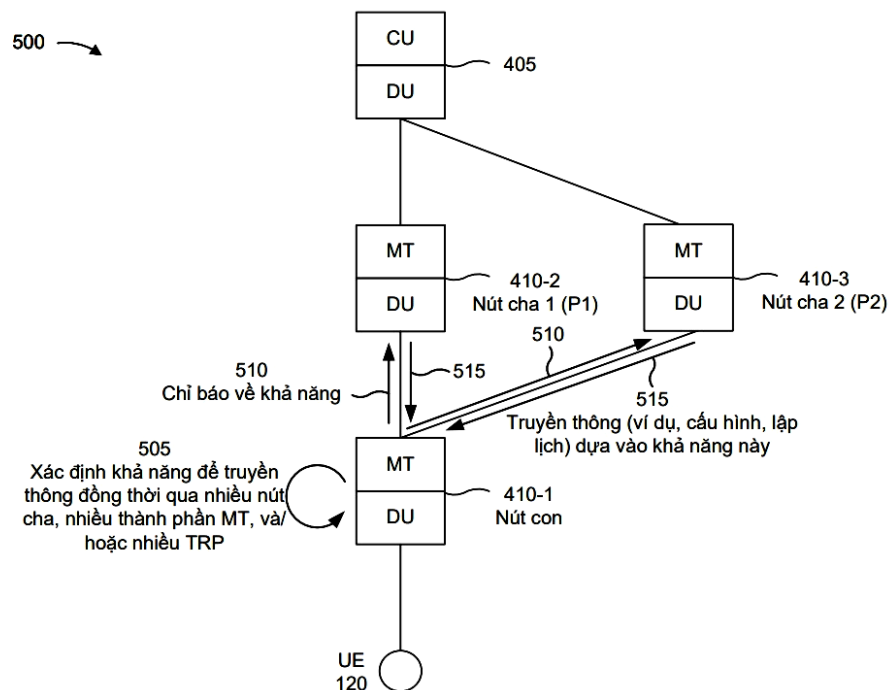 500
CU
DU
405
MT
DU
410-2
Nút cha 1 (P1)
MT
DU
410-3
Nút cha 2 (P2)
510
Chỉ báo về khả năng
515
510
515
Truyền thông (ví dụ, cấu hình, lập
lịch) dựa vào khả năng này
505
Xác định khả năng để truyền
thông đồng thời qua nhiều nút
cha, nhiều thành phần MT, và/
hoặc nhiều TRP
MT
DU
410-1
Nút con
UE
120